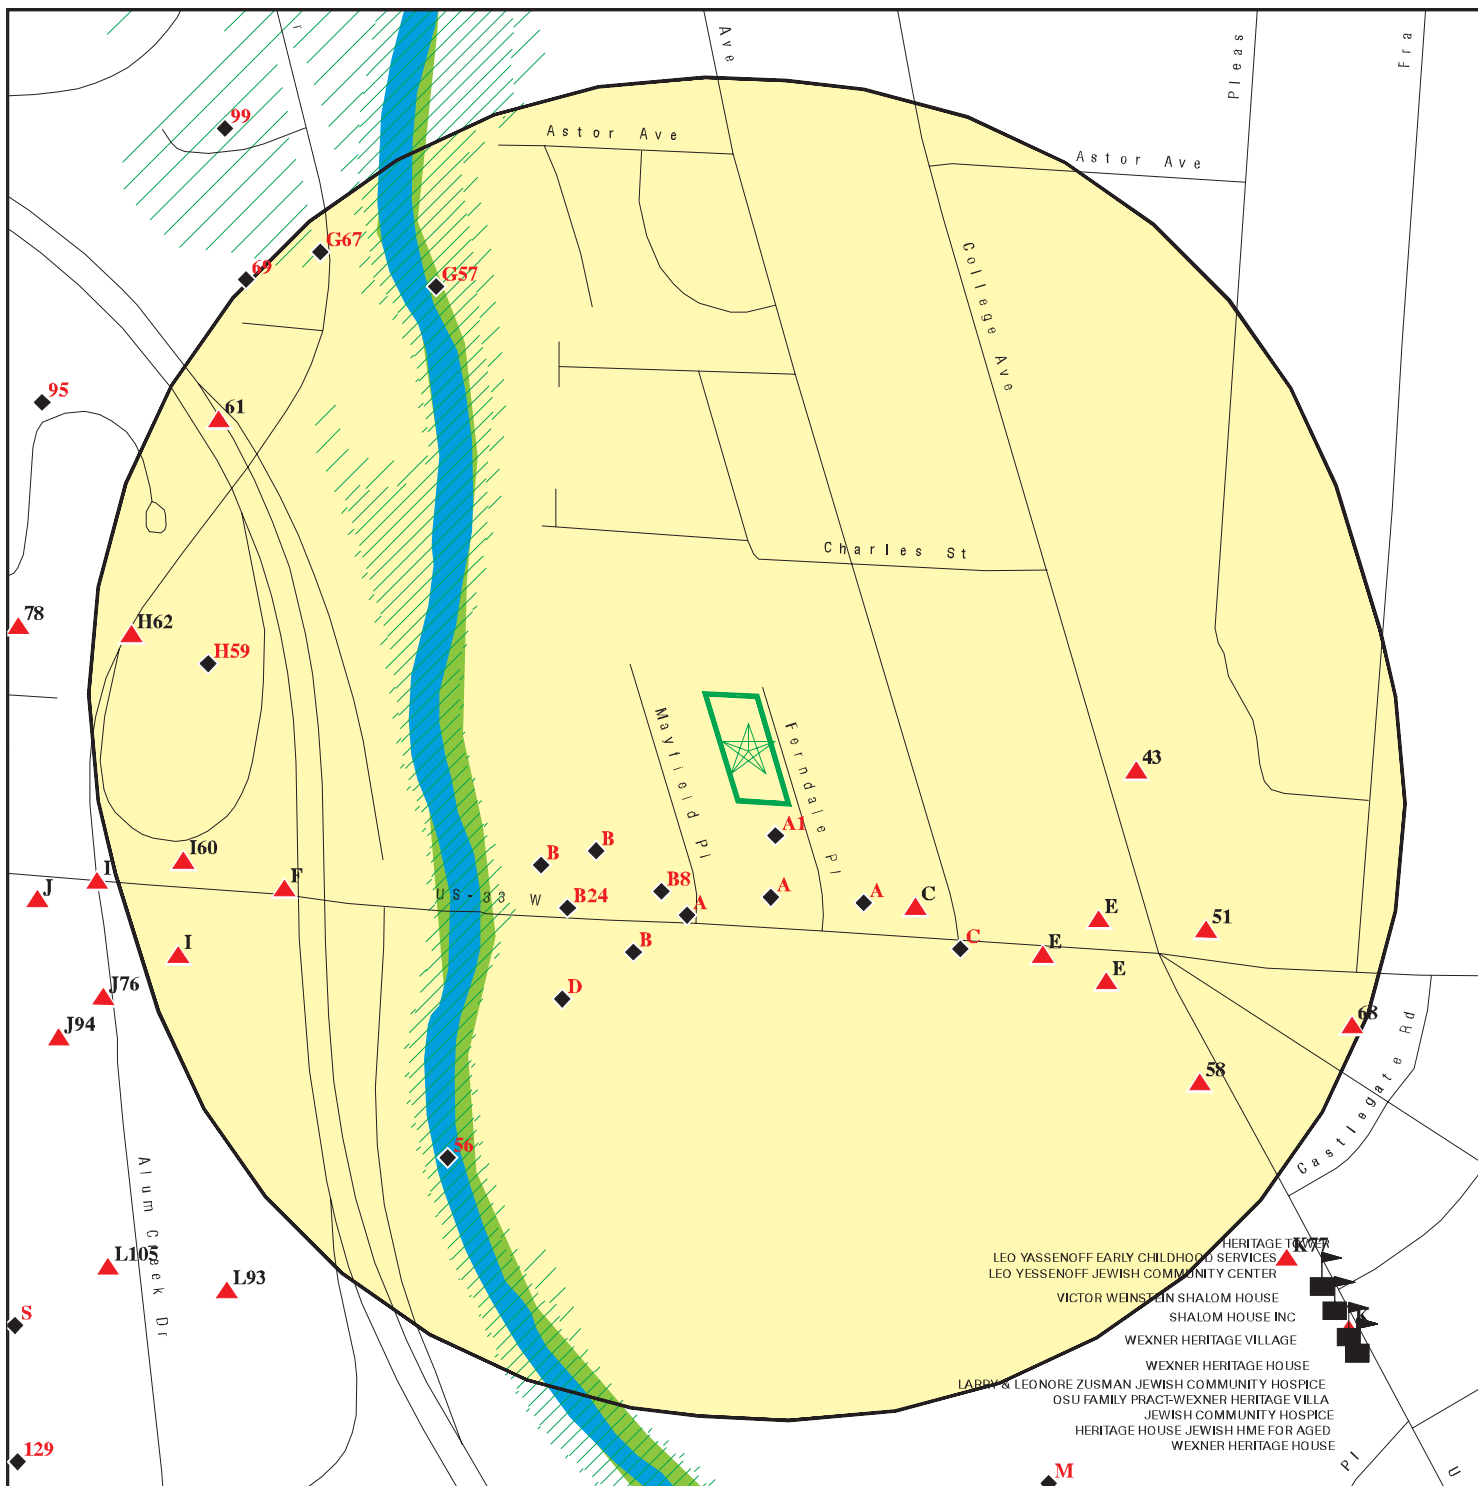 r
Ave
Pleas
Fra
99
Astor Ave
Astor Ave
G67
69
G57
College Ave
95
61
Charles St
78
H62
H59
Mayfield Pl
Ferndale Pl
43
A1
B
B
I60
I
F
J
US-33 W
B24
B8
A
A
A
C
E
51
I
B
C
E
E
D
J76
J94
68
58
Castlegate Rd
56
Alum Creek Dr
L105
L93
K77
HERITAGE TOWER
LEO YASSENOFF EARLY CHILDHOOD SERVICES
LEO YESSENOFF JEWISH COMMUNITY CENTER
VICTOR WEINSTEIN SHALOM HOUSE
S
SHALOM HOUSE INC
K
WEXNER HERITAGE VILLAGE
WEXNER HERITAGE HOUSE
LARRY & LEONORE ZUSMAN JEWISH COMMUNITY HOSPICE
OSU FAMILY PRACT-WEXNER HERITAGE VILLA
JEWISH COMMUNITY HOSPICE
HERITAGE HOUSE JEWISH HME FOR AGED
WEXNER HERITAGE HOUSE
129
M
Pl
U